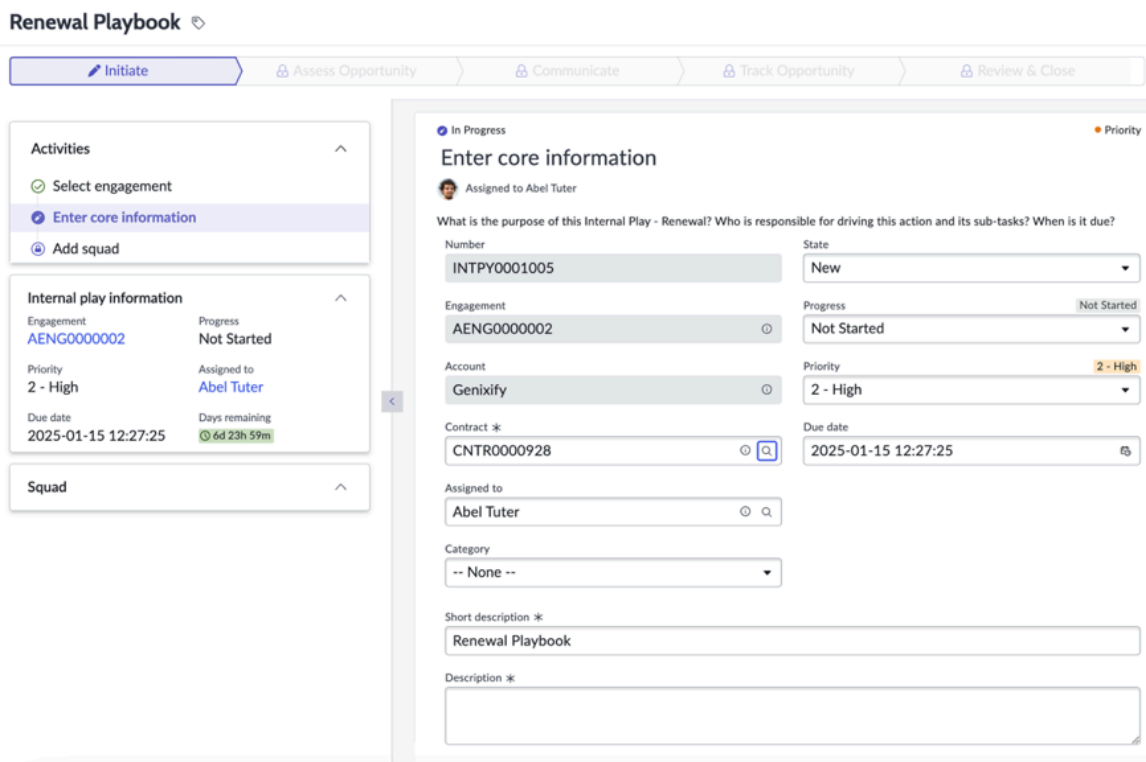 Renewal Playbook
Initiate
Assess Opportunity
Communicate
Track Opportunity
Review & Close
Activities
Select engagement
Enter core information
Add squad
Internal play information
Engagement Progress
AENG0000002 Not Started
Priority Assigned to
2 - High Abel Tuter
Due date Days remaining
2025-01-15 12:27:25 6d 23h 59m
Squad
In Progress Priority
Enter core information
Assigned to Abel Tuter
What is the purpose of this Internal Play - Renewal? Who is responsible for driving this action and its sub-tasks? When is it due?
Number State
INTPY0001005 New
Engagement Progress Not Started
AENG0000002 Not Started
Account Priority 2 - High
Genixify 2 - High
Contract * Due date
CNTR0000928 2025-01-15 12:27:25
Assigned to
Abel Tuter
Category
-- None --
Short description *
Renewal Playbook
Description *